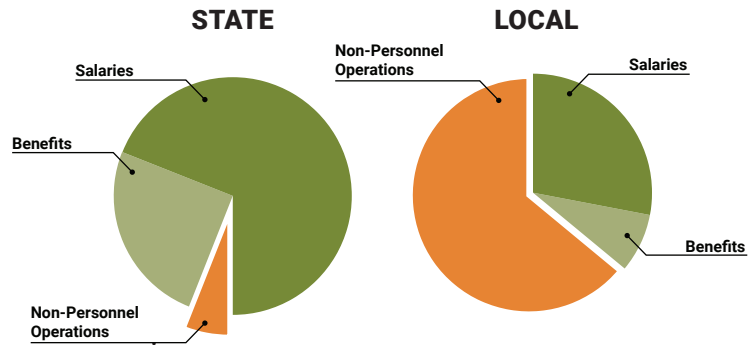 STATE
Salaries
Benefits
Non-Personnel
Operations
LOCAL
Non-Personnel
Operations
Salaries
Benefits